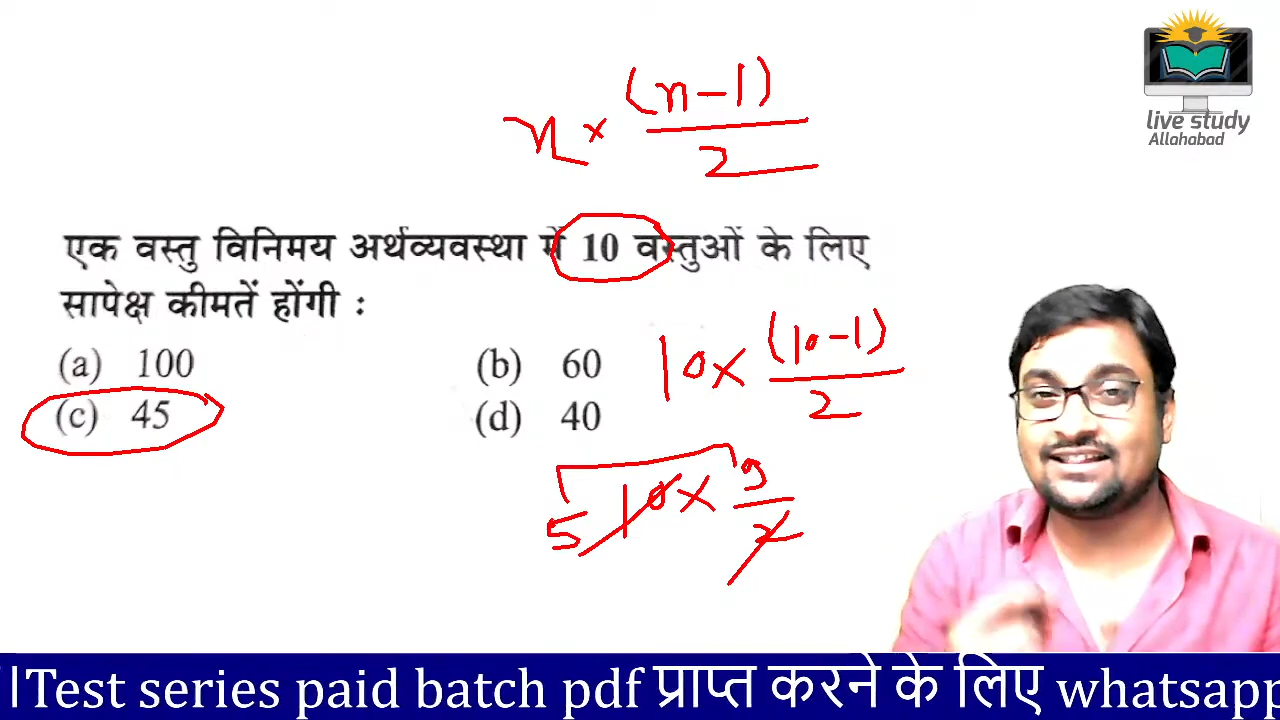 live study
Allahabad
n × (n-1)
2
एक वस्तु विनिमय अर्थव्यवस्था में 10 वस्तुओं के लिए
सापेक्ष कीमतें होंगी :
(a) 100 (b) 60
(c) 45 (d) 40
10 × (10-1)
2
5 10 × 9
2
। Test series paid batch pdf प्राप्त करने के लिए whatsapp